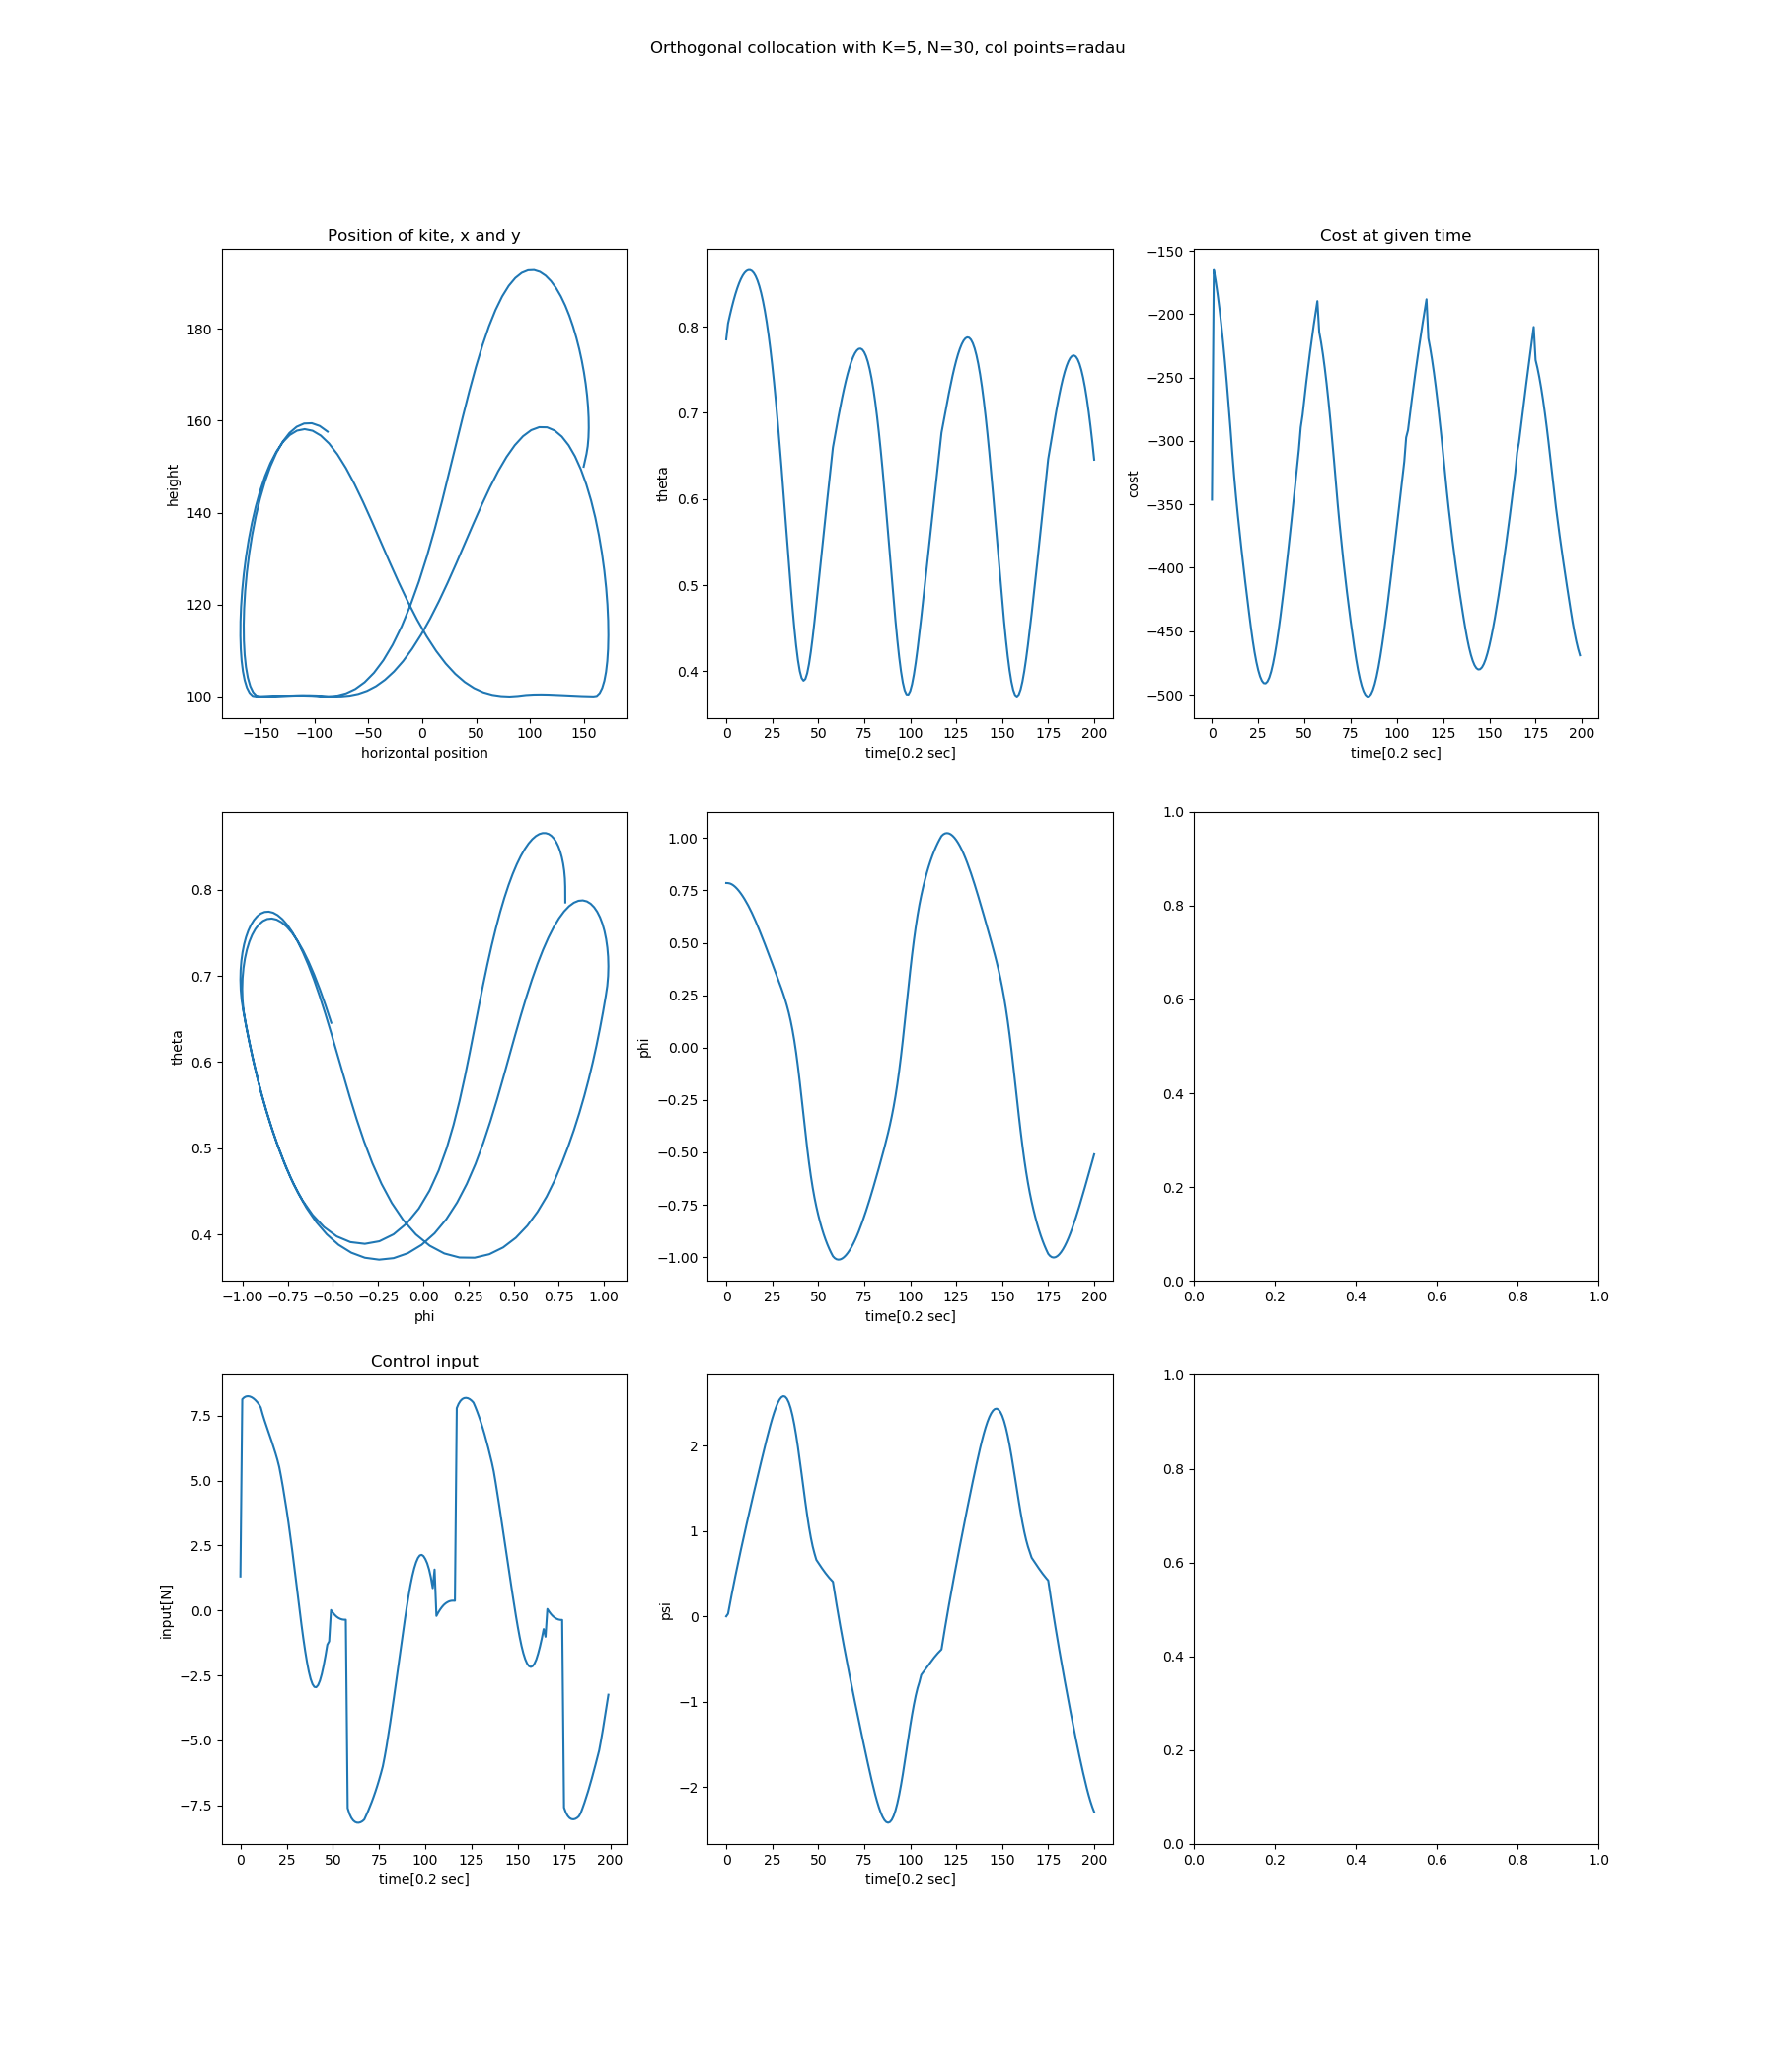 Orthogonal collocation with K=5, N=30, col points=radau
Position of kite, x and y
Cost at given time
height
180
160
140
120
100
−150 −100 −50 0 50 100 150
horizontal position
theta
0.8
0.7
0.6
0.5
0.4
0 25 50 75 100 125 150 175 200
time[0.2 sec]
cost
−150
−200
−250
−300
−350
−400
−450
−500
0 25 50 75 100 125 150 175 200
time[0.2 sec]
theta
0.8
0.7
0.6
0.5
0.4
−1.00 −0.75 −0.50 −0.25 0.00 0.25 0.50 0.75 1.00
phi
phi
1.00
0.75
0.50
0.25
0.00
−0.25
−0.50
−0.75
−1.00
0 25 50 75 100 125 150 175 200
time[0.2 sec]
1.0
0.8
0.6
0.4
0.2
0.0
0.0 0.2 0.4 0.6 0.8 1.0
Control input
input[N]
7.5
5.0
2.5
0.0
−2.5
−5.0
−7.5
0 25 50 75 100 125 150 175 200
time[0.2 sec]
psi
2
1
0
−1
−2
0 25 50 75 100 125 150 175 200
time[0.2 sec]
1.0
0.8
0.6
0.4
0.2
0.0
0.0 0.2 0.4 0.6 0.8 1.0